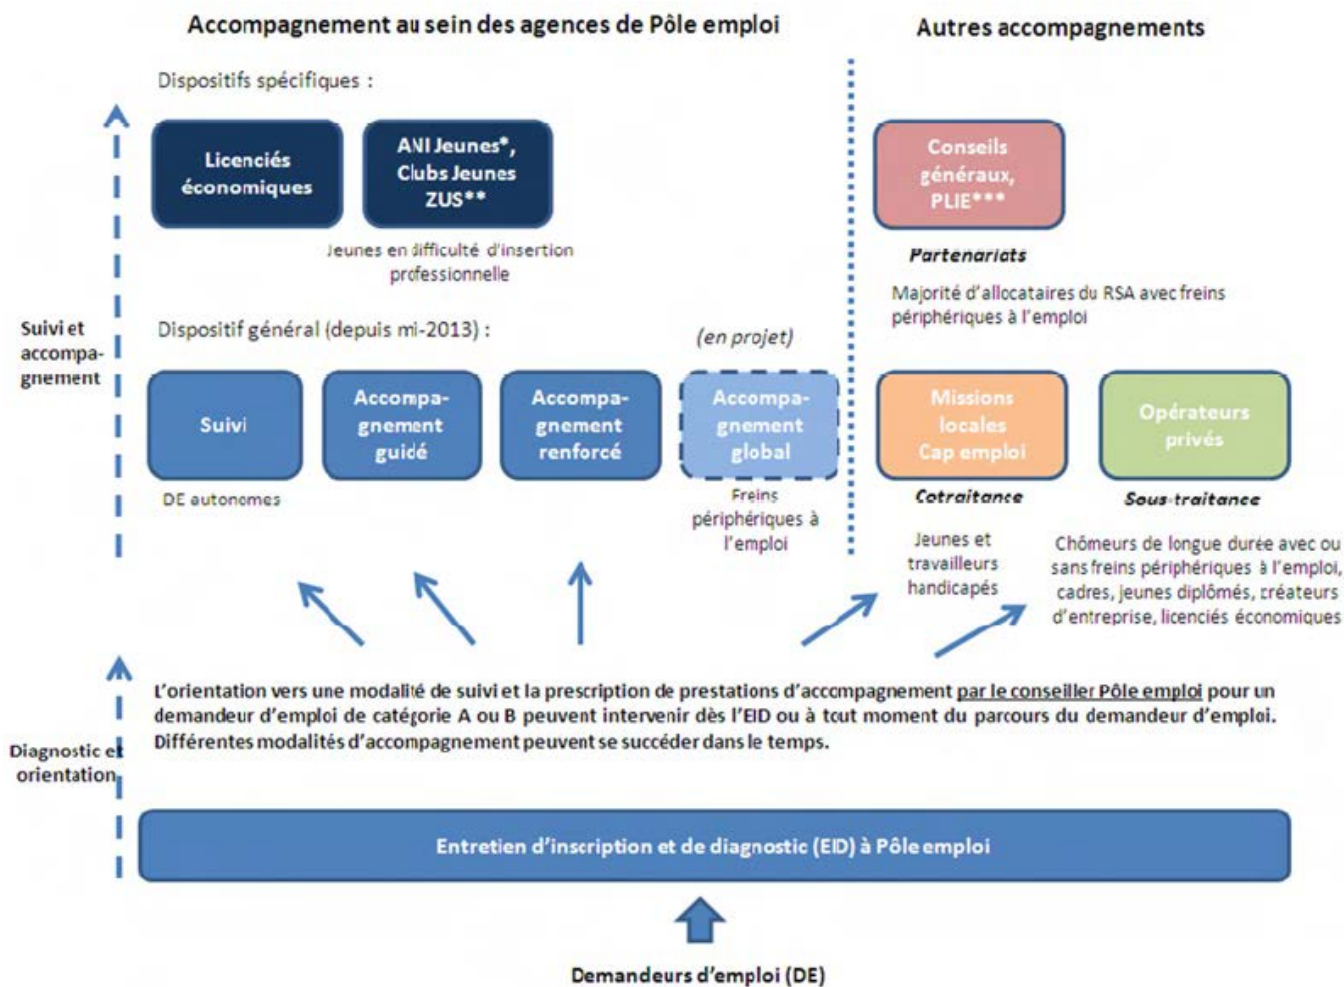 Accompagnement au sein des agences de Pôle emploi
Autres accompagnements
Dispositifs spécifiques :
Licenciés
économiques
ANI Jeunes*,
Clubs Jeunes
ZUS**
Jeunes en difficulté d'insertion
professionnelle
Conseils
généraux,
PLIE***
Partenariats
Majorité d'allocataires du RSA avec freins
périphériques à l'emploi
Suivi et
accompa-
gnement
Dispositif général (depuis mi-2013) :
(en projet)
Suivi
DE autonomes
Accompa-
gnement
guidé
Accompa-
gnement
renforcé
Accompa-
gnement
global
Freins
périphériques à
l'emploi
Missions
locales
Cap emploi
Cotraitance
Jeunes et
travailleurs
handicapés
Opérateurs
privés
Sous-traitance
Chômeurs de longue durée avec ou
sans freins périphériques à l'emploi,
cadres, jeunes diplômés, créateurs
d'entreprise, licenciés économiques
Diagnostic et
orientation
L'orientation vers une modalité de suivi et la prescription de prestations d'accompagnement par le conseiller Pôle emploi pour un
demandeur d'emploi de catégorie A ou B peuvent intervenir dès l'EID ou à tout moment du parcours du demandeur d'emploi.
Différentes modalités d'accompagnement peuvent se succéder dans le temps.
Entretien d'inscription et de diagnostic (EID) à Pôle emploi
Demandeurs d'emploi (DE)